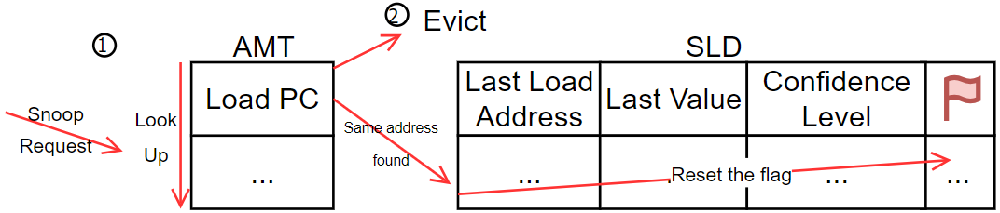 ① 
② Evict
AMT
SLD
Snoop
Request
Look
Up
Load PC
...
Same address
found
Last Load
Address
Last Value
Confidence
Level
...
...
...
...
Reset the flag